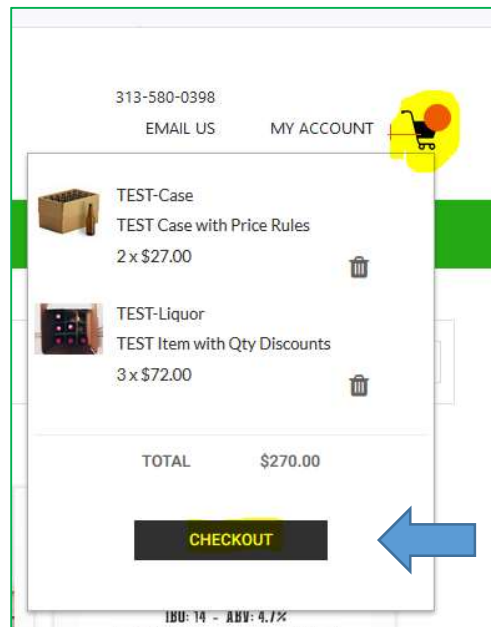 313-580-0398
EMAIL US MY ACCOUNT
TEST-Case
TEST Case with Price Rules
2 x $27.00
TEST-Liquor
TEST Item with Qty Discounts
3 x $72.00
TOTAL $270.00
CHECKOUT
IBU: 14 - ABV: 4.7%